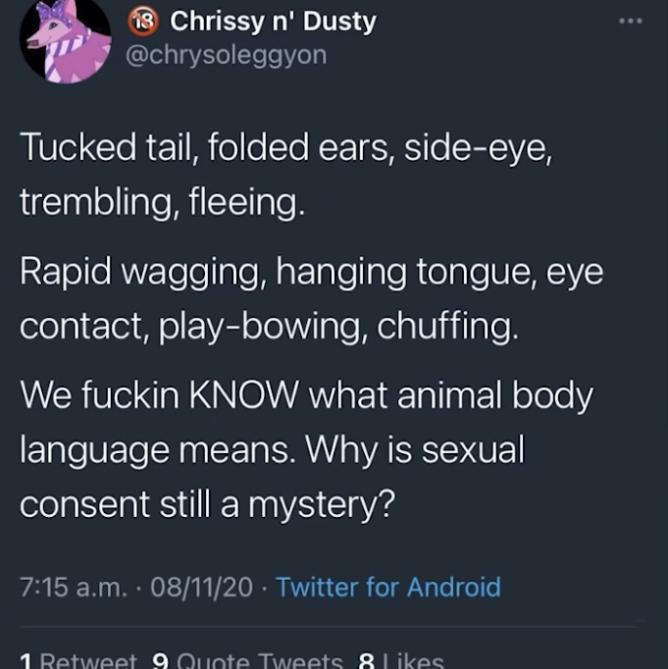 🔞 Chrissy n' Dusty
@chrysoleggyon
Tucked tail, folded ears, side-eye,
trembling, fleeing.
Rapid wagging, hanging tongue, eye
contact, play-bowing, chuffing.
We fuckin KNOW what animal body
language means. Why is sexual
consent still a mystery?
7:15 a.m. · 08/11/20 · Twitter for Android
1 Retweet 9 Quote Tweets 8 Likes